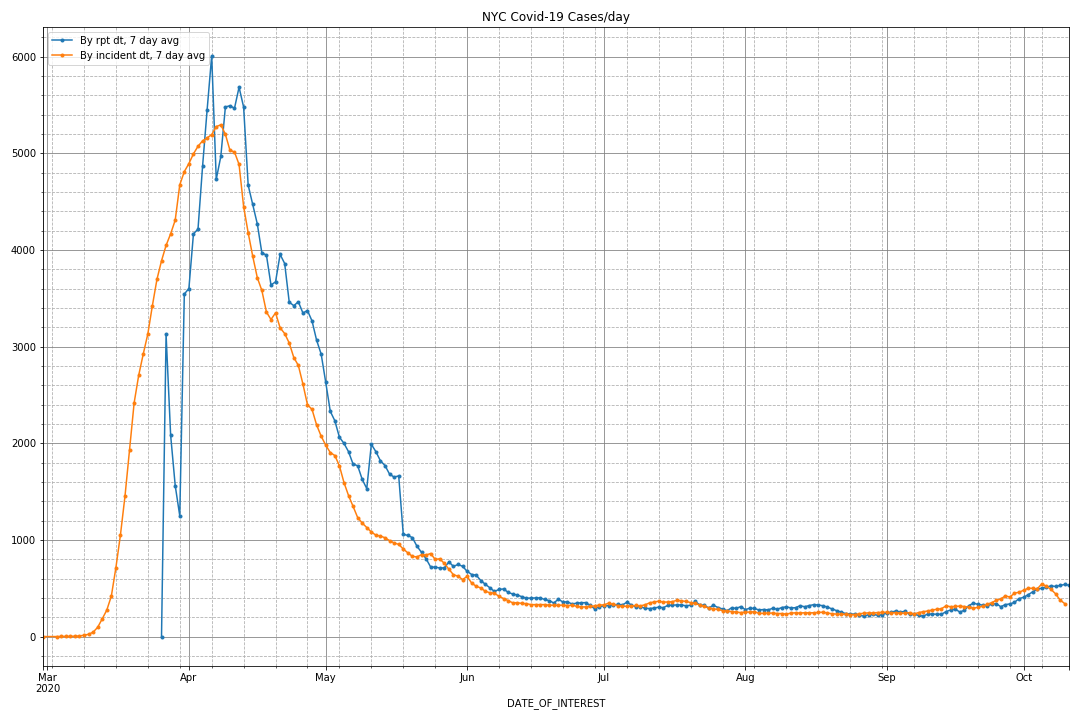 NYC Covid-19 Cases/day
By rpt dt, 7 day avg
By incident dt, 7 day avg
6000
5000
4000
3000
2000
1000
0
Mar Apr May Jun Jul Aug Sep Oct
2020
DATE_OF_INTEREST